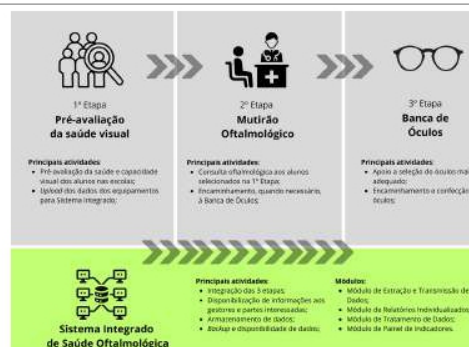 1ª Etapa
Pré-avaliação
da saúde visual
Principais atividades:
Pré-avaliação da saúde e capacidade
visual dos alunos nas escolas;
Upload dos dados dos equipamentos
para Sistema Integrado;
2ª Etapa
Mutirão
Oftalmológico
Principais atividades:
Consulta oftalmológica aos alunos
selecionados na 1ª Etapa;
Encaminhamento, quando necessário,
à Banca de Óculos;
3ª Etapa
Banca de
Óculos
Principais atividades:
Apoio a seleção do óculos mais
adequado;
Encaminhamento e confecção
óculos;
Sistema Integrado
de Saúde Oftalmológica
Principais atividades:
Integração das 3 etapas;
Disponibilização de informações aos
gestores e partes interessadas;
Armazenamento de dados;
Backup e disponibilidade de dados;
Módulos:
Módulo de Extração e Transmissão de
Dados;
Módulo de Relatórios Individualizados
Módulo de Tratamento de Dados;
Módulo de Painel de Indicadores.